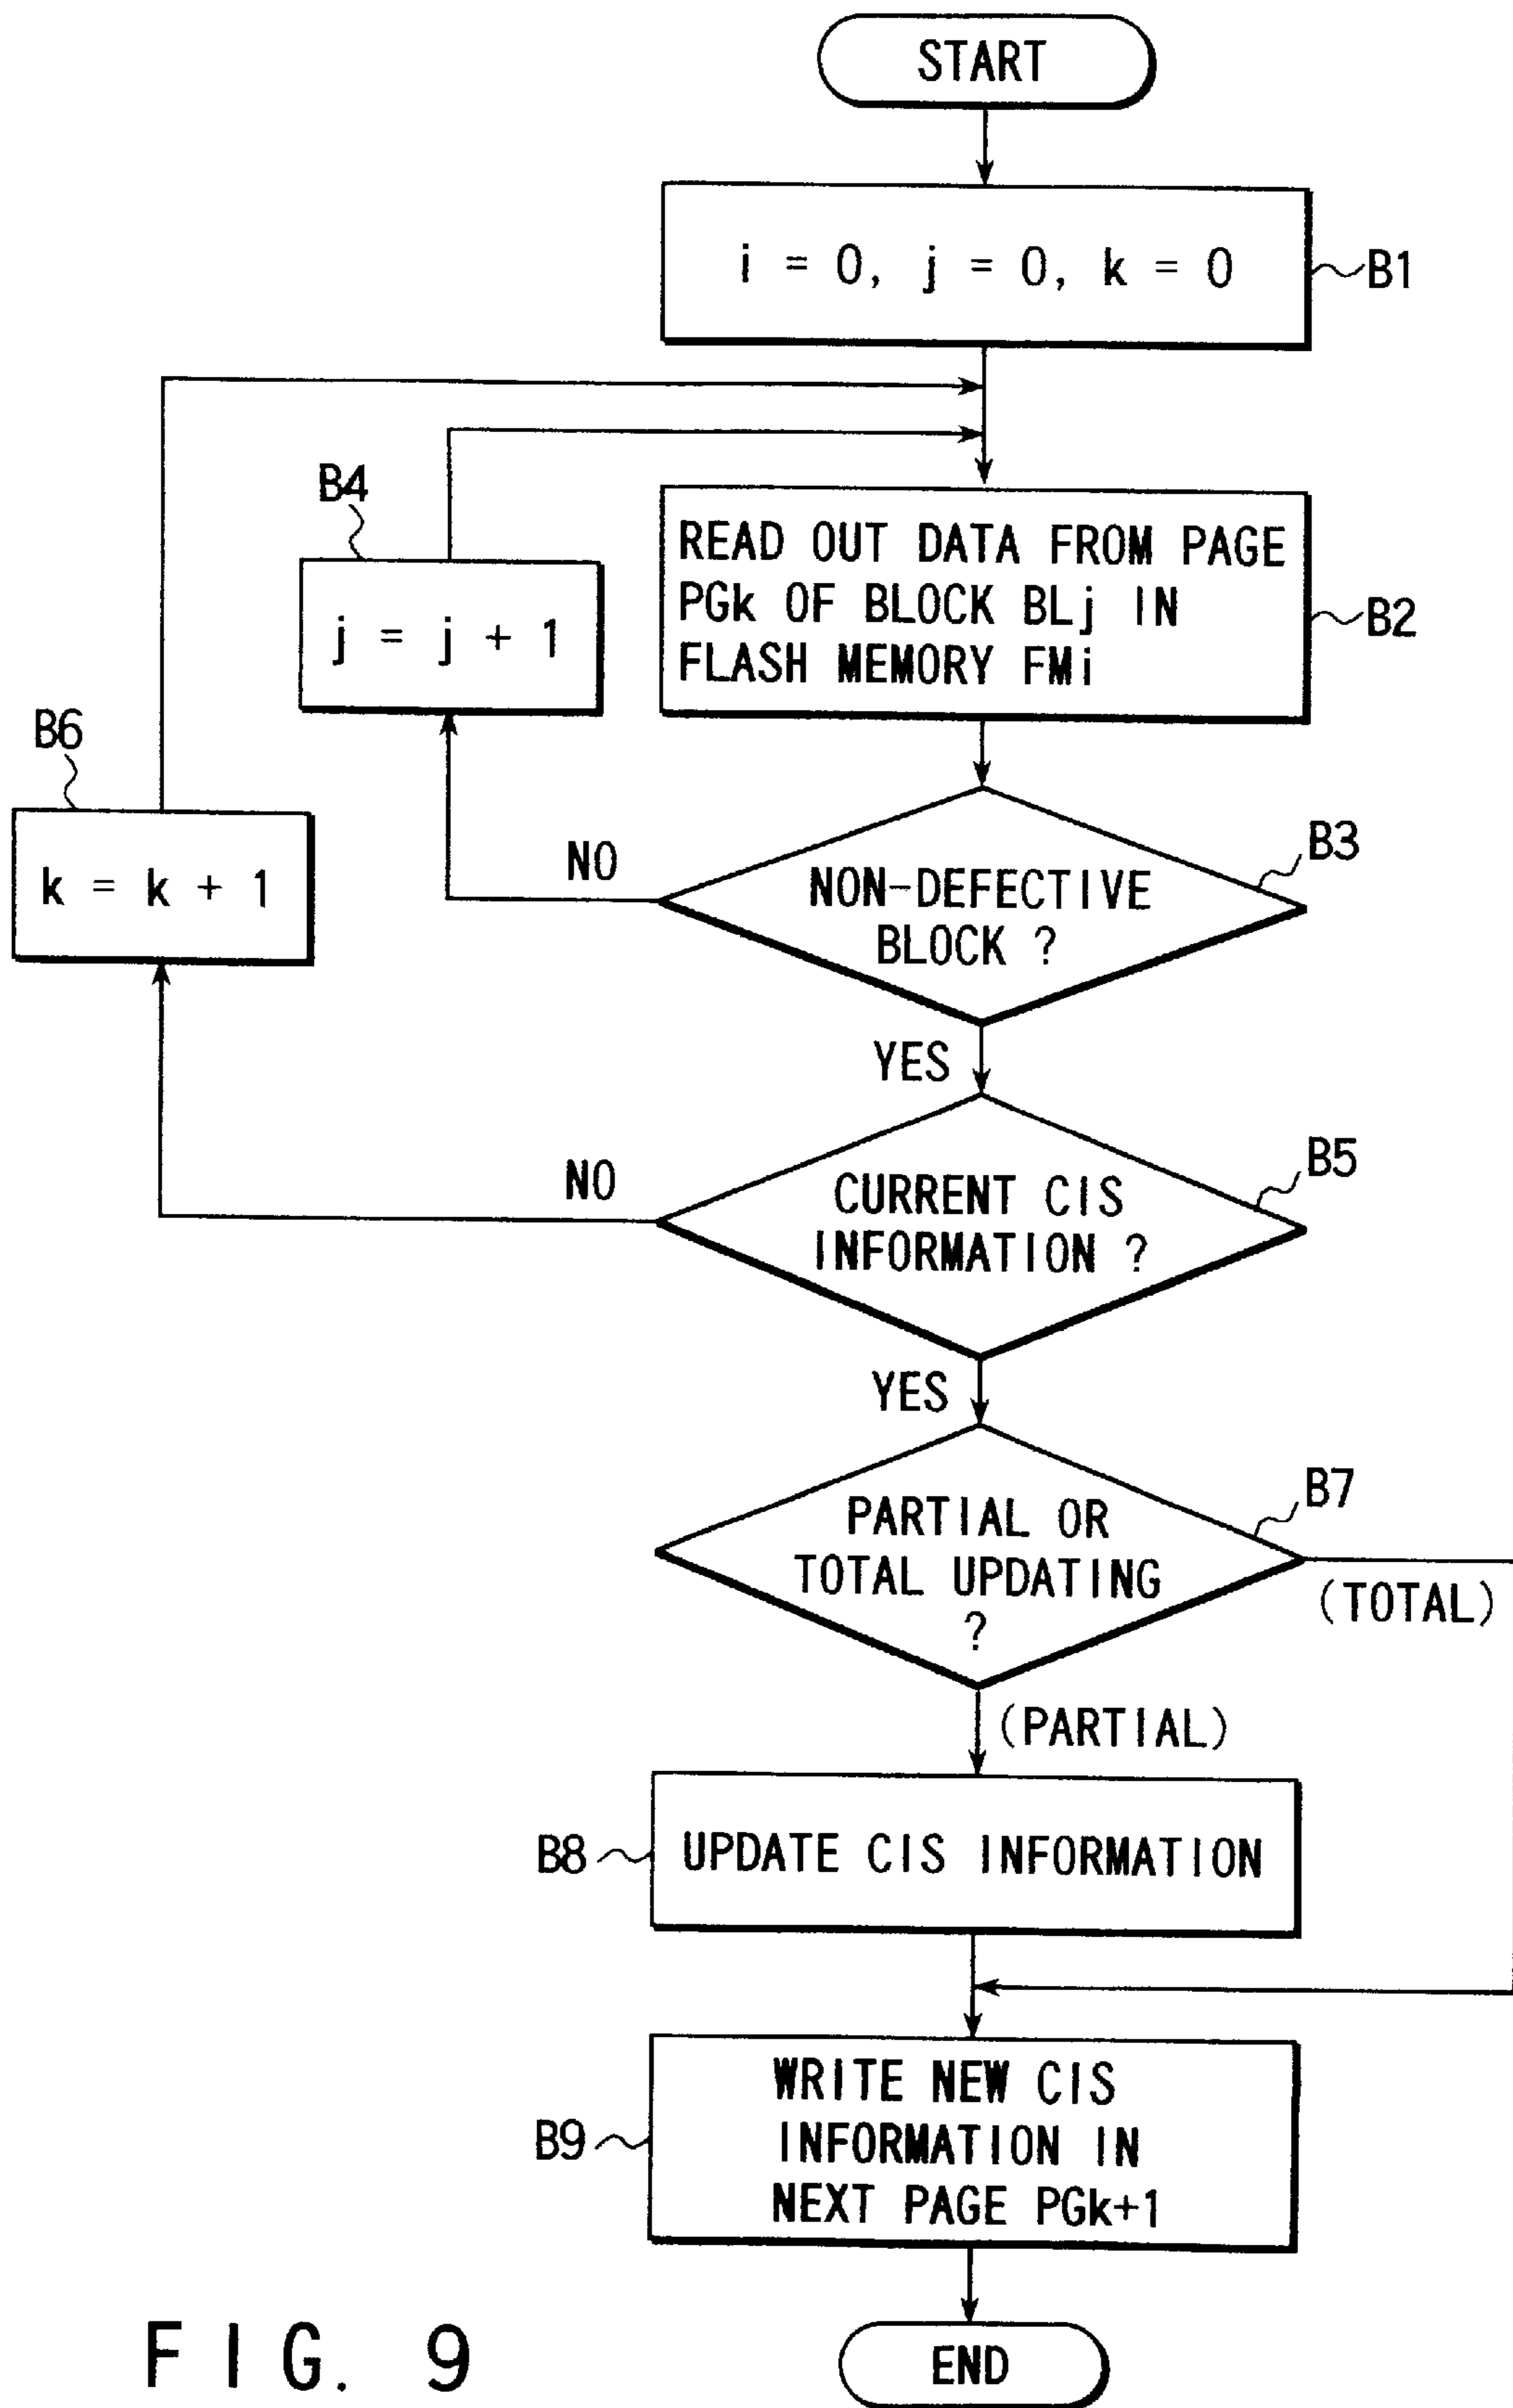 START
i = 0, j = 0, k = 0
B1
B4
j = j + 1
READ OUT DATA FROM PAGE
PGk OF BLOCK BLj IN
FLASH MEMORY FMi
B2
B6
k = k + 1
NO
NON-DEFECTIVE
BLOCK ?
B3
YES
NO
CURRENT CIS
INFORMATION ?
B5
YES
PARTIAL OR
TOTAL UPDATING
?
B7
(TOTAL)
(PARTIAL)
B8
UPDATE CIS INFORMATION
B9
WRITE NEW CIS
INFORMATION IN
NEXT PAGE PGk+1
END
FIG. 9